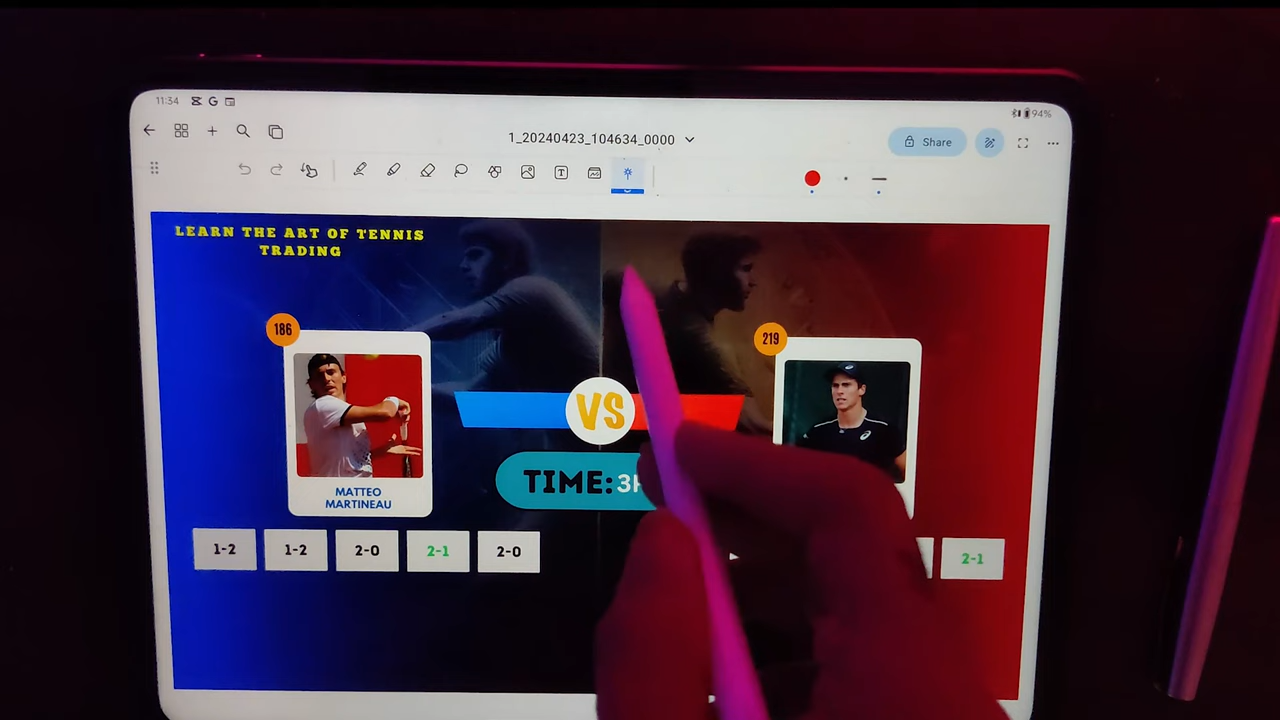 11:34
94%
1_20240423_104634_0000
Share
LEARN THE ART OF TENNIS
TRADING
186
219
VS
TIME:3
MATTEO
MARTINEAU
1-2
1-2
2-0
2-1
2-0
2-1